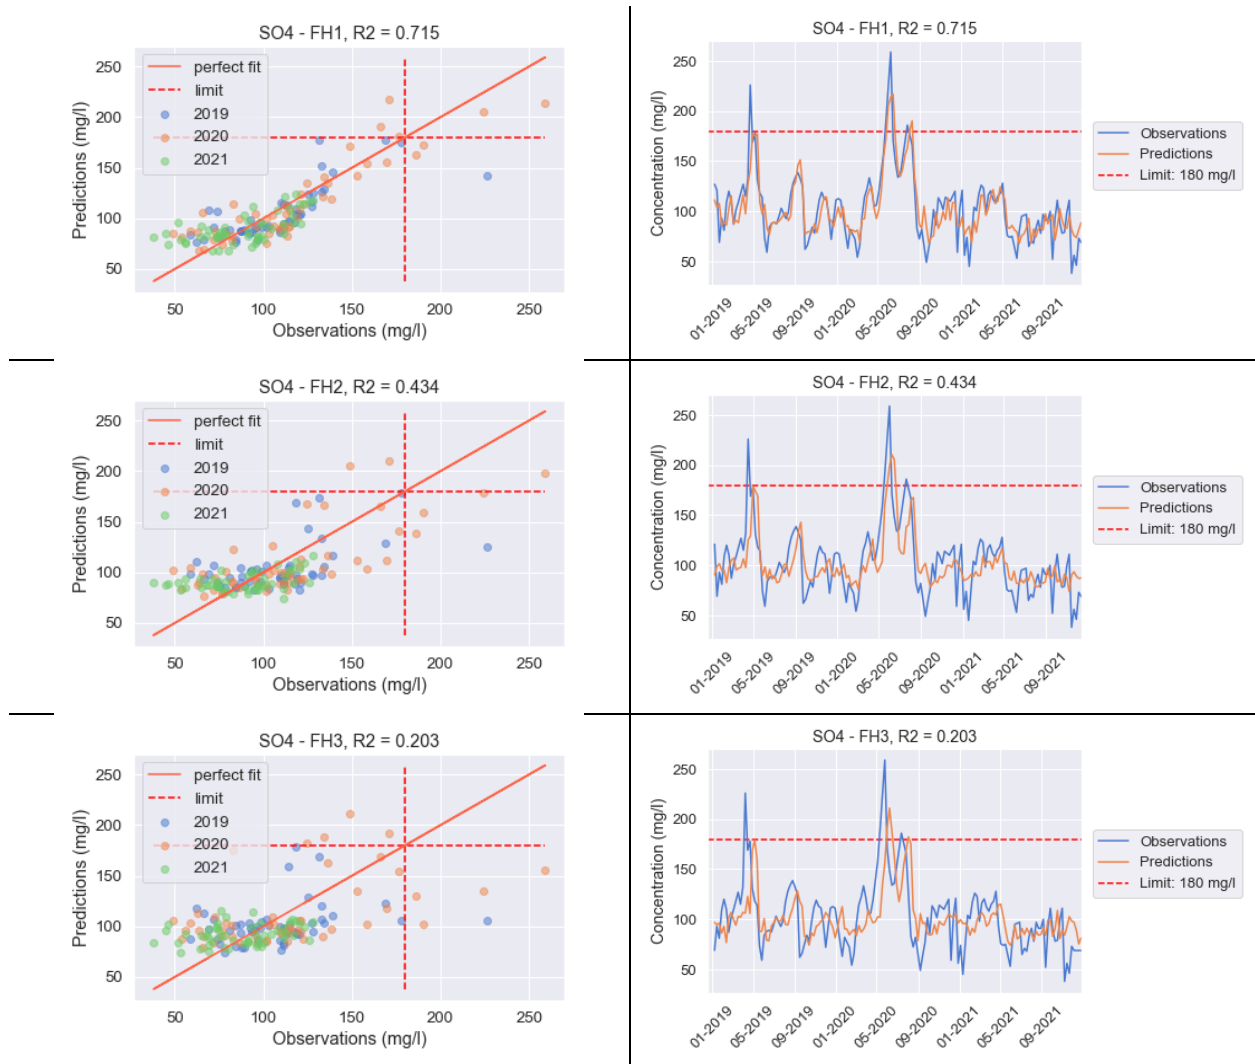 SO4 - FH1, R2 = 0.715
Predictions (mg/l)
250
200
150
100
50
perfect fit
limit
2019
2020
2021
50 100 150 200 250
Observations (mg/l)
SO4 - FH1, R2 = 0.715
Concentration (mg/l)
250
200
150
100
50
01-2019 05-2019 09-2019 01-2020 05-2020 09-2020 01-2021 05-2021 09-2021
Observations
Predictions
Limit: 180 mg/l
SO4 - FH2, R2 = 0.434
Predictions (mg/l)
250
200
150
100
50
perfect fit
limit
2019
2020
2021
50 100 150 200 250
Observations (mg/l)
SO4 - FH2, R2 = 0.434
Concentration (mg/l)
250
200
150
100
50
01-2019 05-2019 09-2019 01-2020 05-2020 09-2020 01-2021 05-2021 09-2021
Observations
Predictions
Limit: 180 mg/l
SO4 - FH3, R2 = 0.203
Predictions (mg/l)
250
200
150
100
50
perfect fit
limit
2019
2020
2021
50 100 150 200 250
Observations (mg/l)
SO4 - FH3, R2 = 0.203
Concentration (mg/l)
250
200
150
100
50
01-2019 05-2019 09-2019 01-2020 05-2020 09-2020 01-2021 05-2021 09-2021
Observations
Predictions
Limit: 180 mg/l